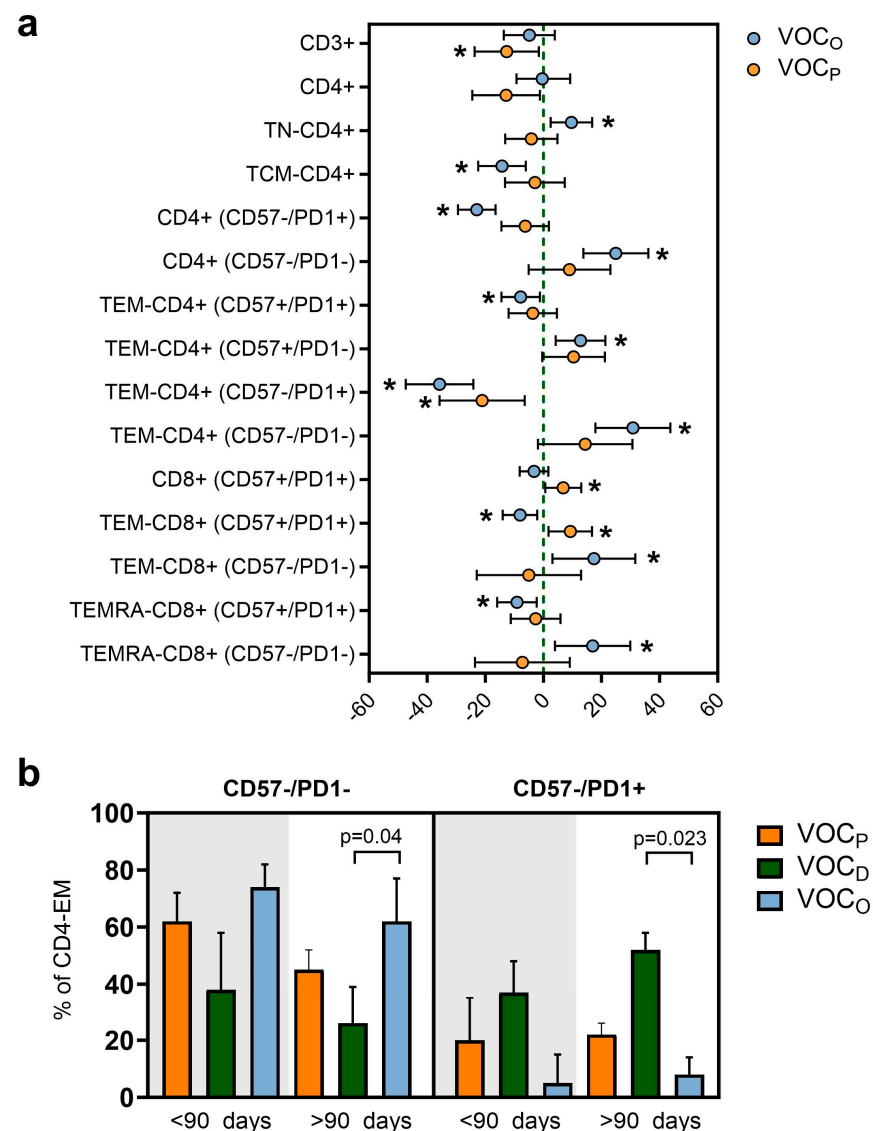 a
VOCO
VOCP
CD3+
*
CD4+
TN-CD4+
*
TCM-CD4+
*
CD4+ (CD57-/PD1+)
*
CD4+ (CD57-/PD1-)
*
TEM-CD4+ (CD57+/PD1+)
*
TEM-CD4+ (CD57+/PD1-)
*
TEM-CD4+ (CD57-/PD1+)
*
*
TEM-CD4+ (CD57-/PD1-)
*
CD8+ (CD57+/PD1+)
*
TEM-CD8+ (CD57+/PD1+)
*
*
TEM-CD8+ (CD57-/PD1-)
*
TEMRA-CD8+ (CD57+/PD1+)
*
TEMRA-CD8+ (CD57-/PD1-)
*
-60 -40 -20 0 20 40 60
b
CD57-/PD1- CD57-/PD1+
% of CD4-EM
100
80
60
40
20
0
p=0.04
p=0.023
<90 days >90 days <90 days >90 days
VOCP
VOCD
VOCO